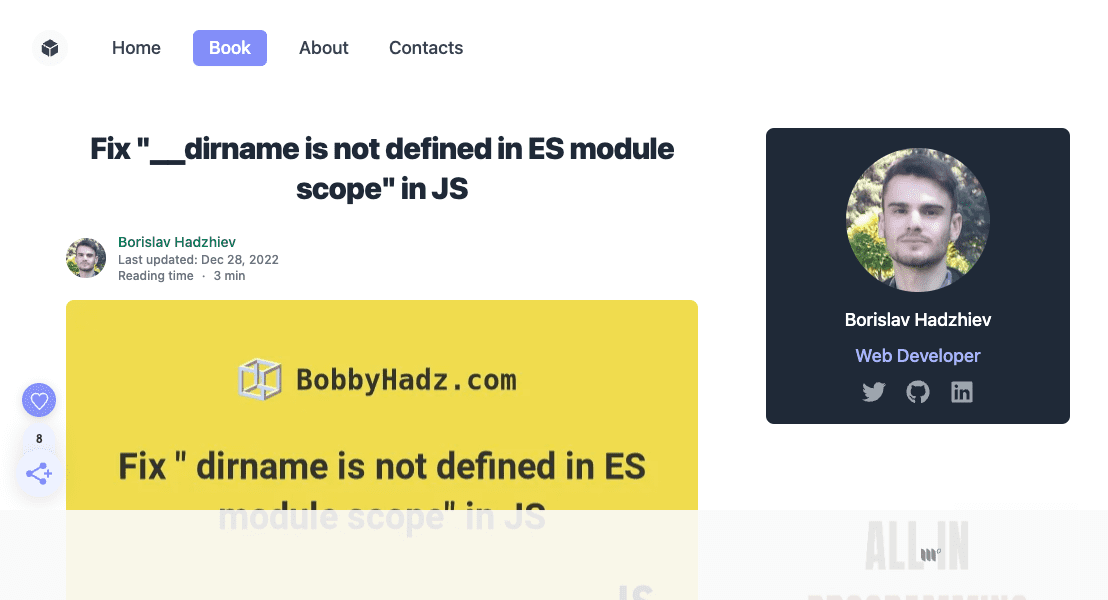 Home Book About Contacts
Fix "__dirname is not defined in ES module
scope" in JS
Borislav Hadzhiev
Last updated: Dec 28, 2022
Reading time · 3 min
BobbyHadz.com
Fix " dirname is not defined in ES
module scope" in JS
JS
8
Borislav Hadzhiev
Web Developer
ALL IN
PROGRAMMING